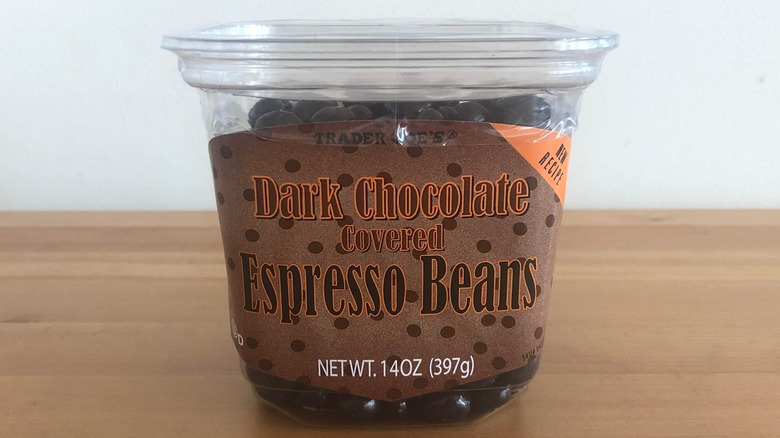 TRADER JOE'S®
NEW
RECIPE
Dark Chocolate
Covered
Espresso Beans
D
NET WT. 14OZ (397g)